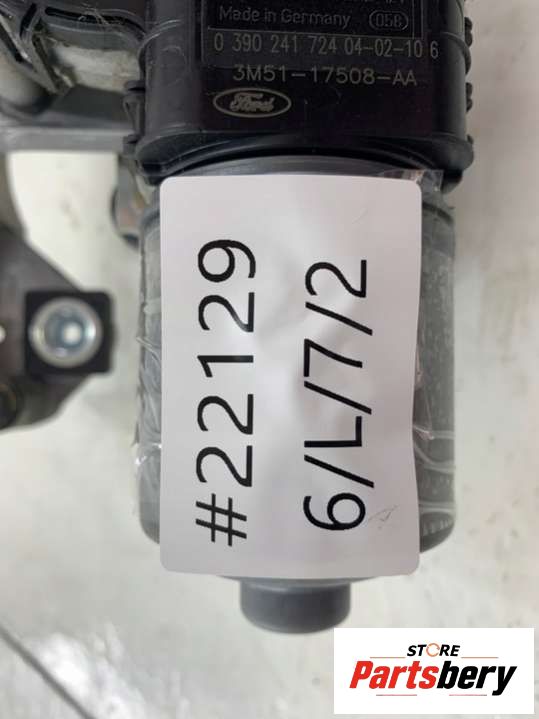 Made in Germany (058)
0 390 241 724 04-02-10 6
3M51-17508-AA
Ford
#22129
6/L/7/2
STORE
Partsbery